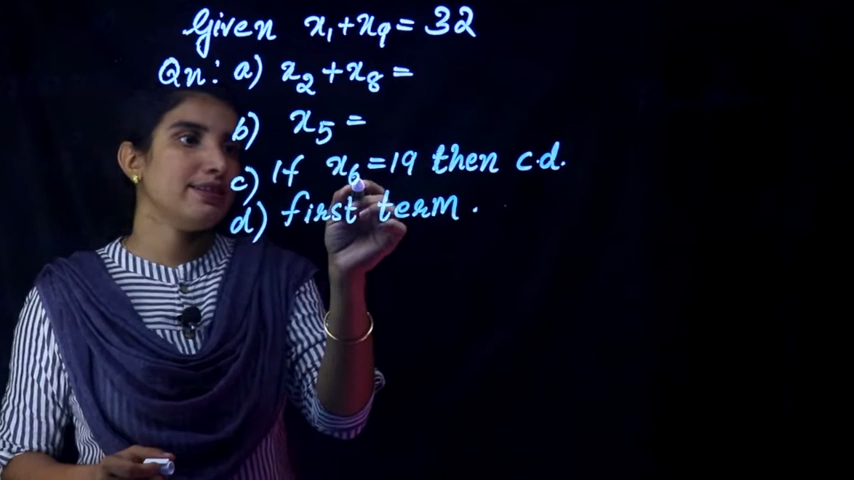 Given x₁+x₉= 32
Qn: a) x₂+x₈=
b) x₅=
c) If x₆=19 then c.d.
d) first term.